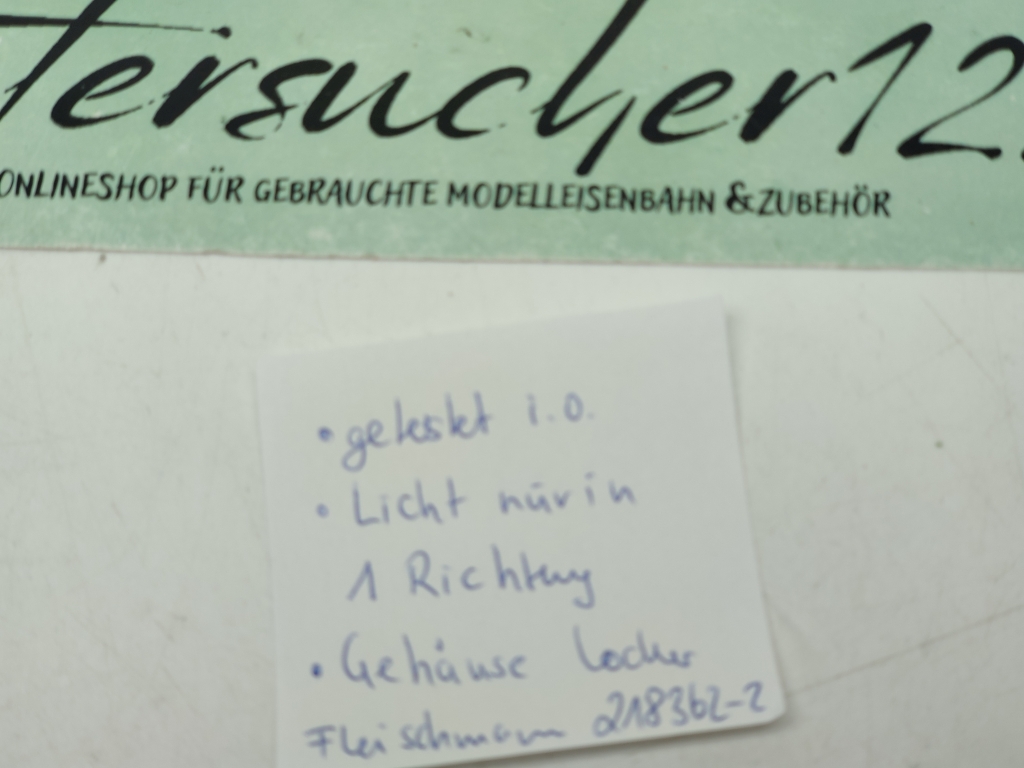 tersucher12
ONLINESHOP FÜR GEBRAUCHTE MODELLEISENBAHN & ZUBEHÖR
• getestet i.O.
• Licht nur in
1 Richtung
• Gehäuse locker
Fleischmann 218362-2